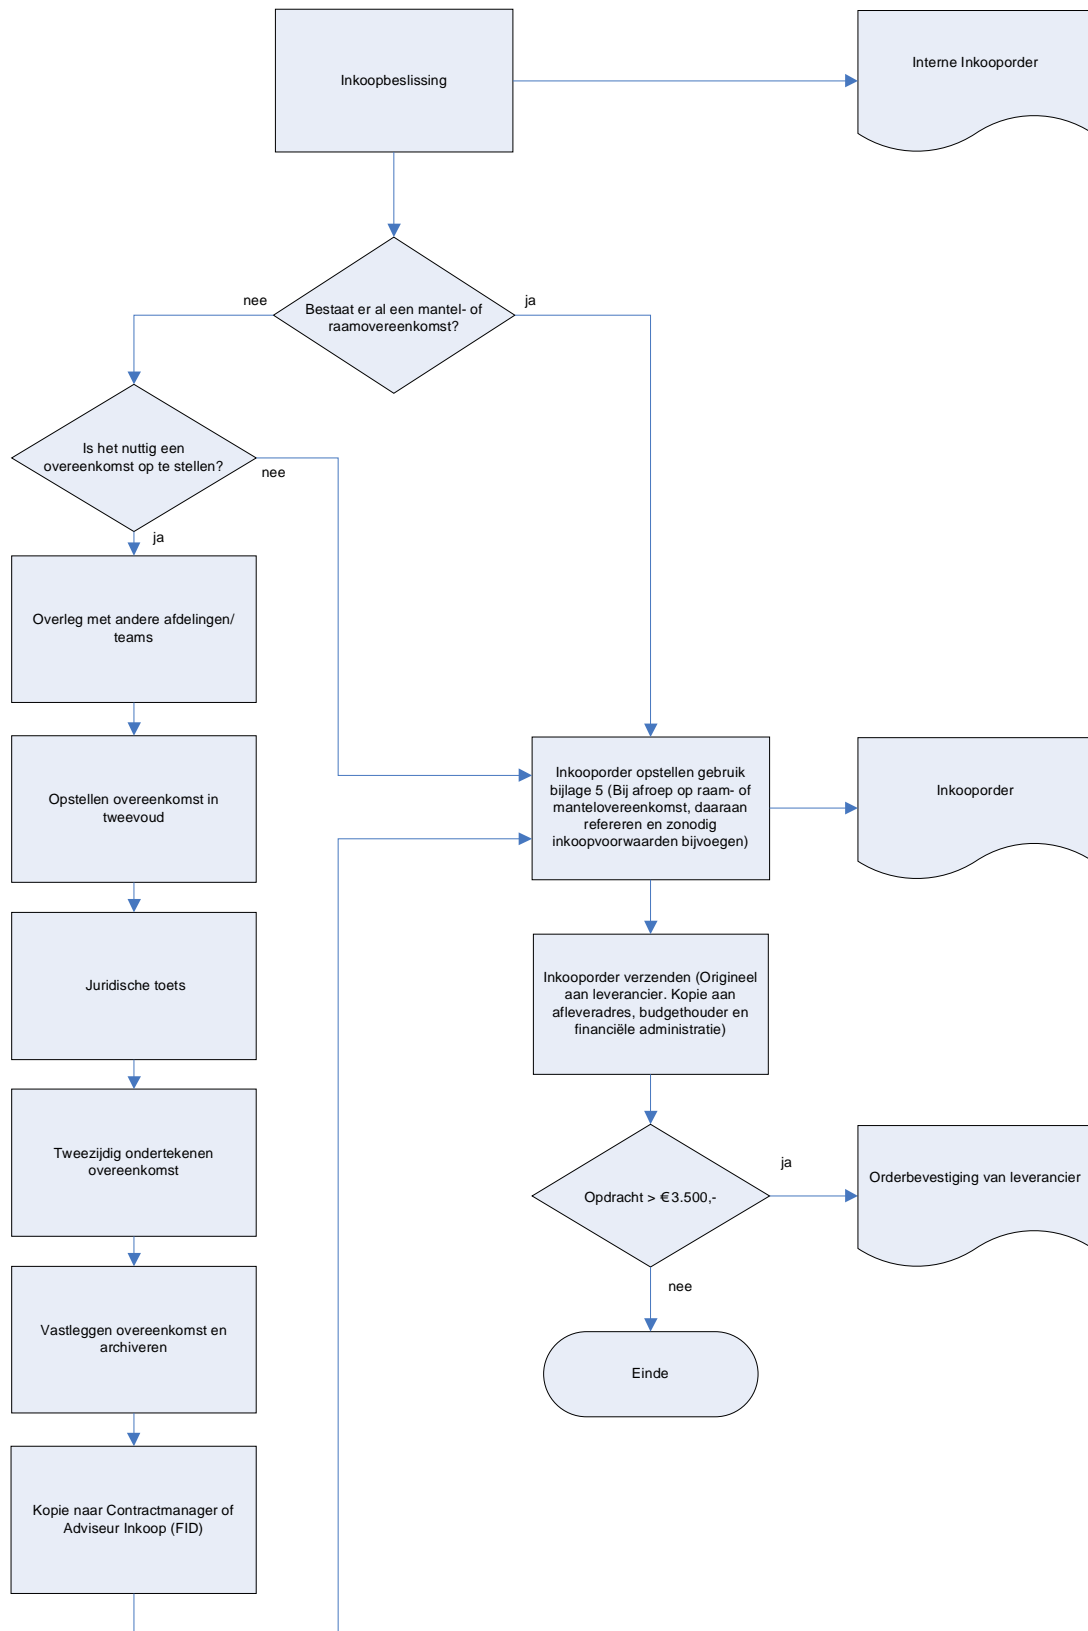 Inkoopbeslissing
Interne Inkooporder
Bestaat er al een mantel- of
raamovereenkomst?
nee
ja
Is het nuttig een
overeenkomst op te stellen?
nee
ja
Overleg met andere afdelingen/
teams
Opstellen overeenkomst in
tweevoud
Juridische toets
Tweezijdig ondertekenen
overeenkomst
Vastleggen overeenkomst en
archiveren
Kopie naar Contractmanager of
Adviseur Inkoop (FID)
Inkooporder opstellen gebruik
bijlage 5 (Bij afroep op raam- of
mantelovereenkomst, daaraan
refereren en zonodig
inkoopvoorwaarden bijvoegen)
Inkooporder
Inkooporder verzenden (Origineel
aan leverancier. Kopie aan
afleveradres, budgethouder en
financiële administratie)
Opdracht > €3.500,-
ja
Orderbevestiging van leverancier
nee
Einde